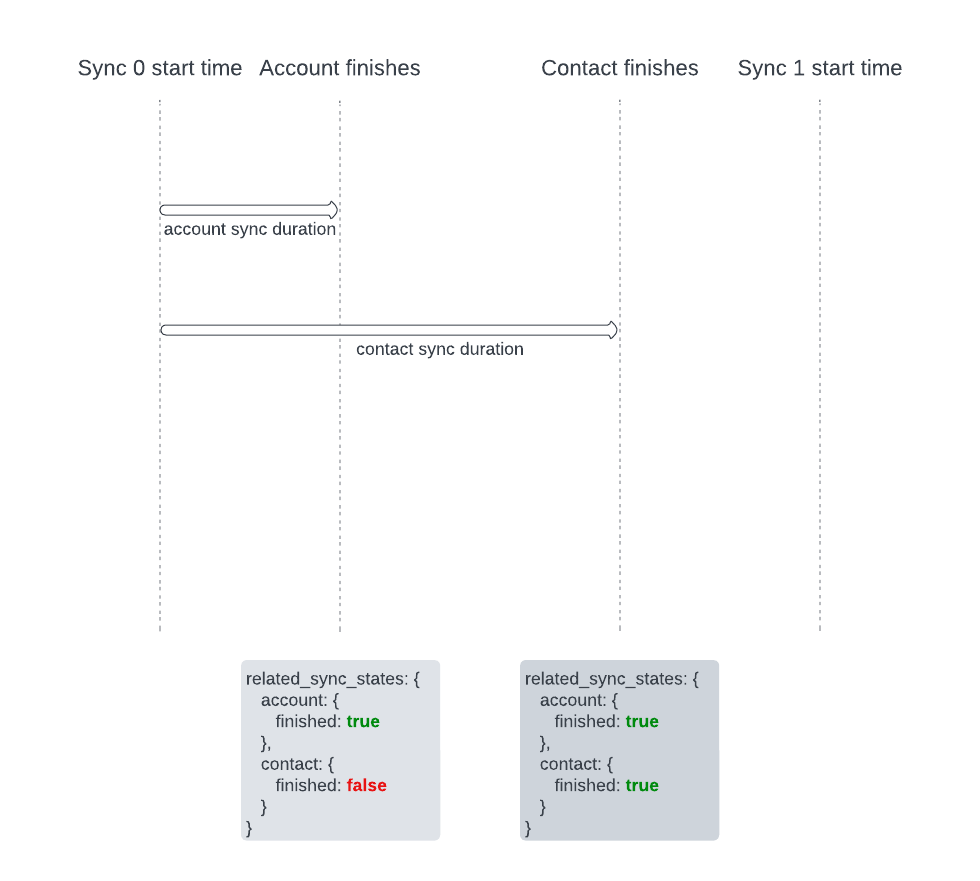 Sync 0 start time
Account finishes
Contact finishes
Sync 1 start time
account sync duration
contact sync duration
related_sync_states: {
account: {
finished: true
},
contact: {
finished: false
}
}
related_sync_states: {
account: {
finished: true
},
contact: {
finished: true
}
}